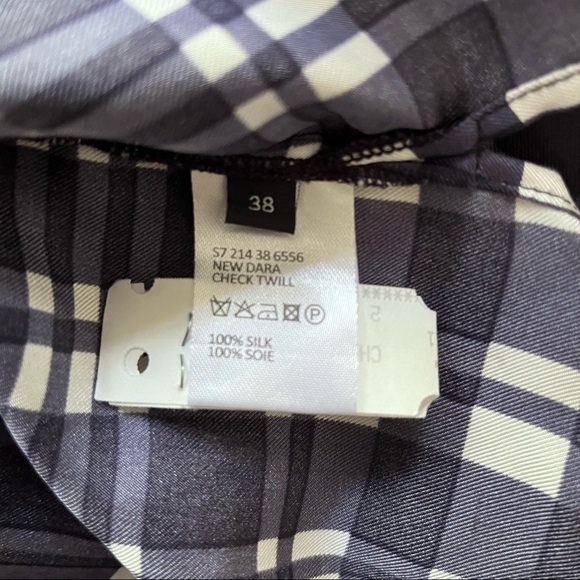 38
S7 214 38 6556
NEW DARA
CHECK TWILL
P
100% SILK
100% SOIE